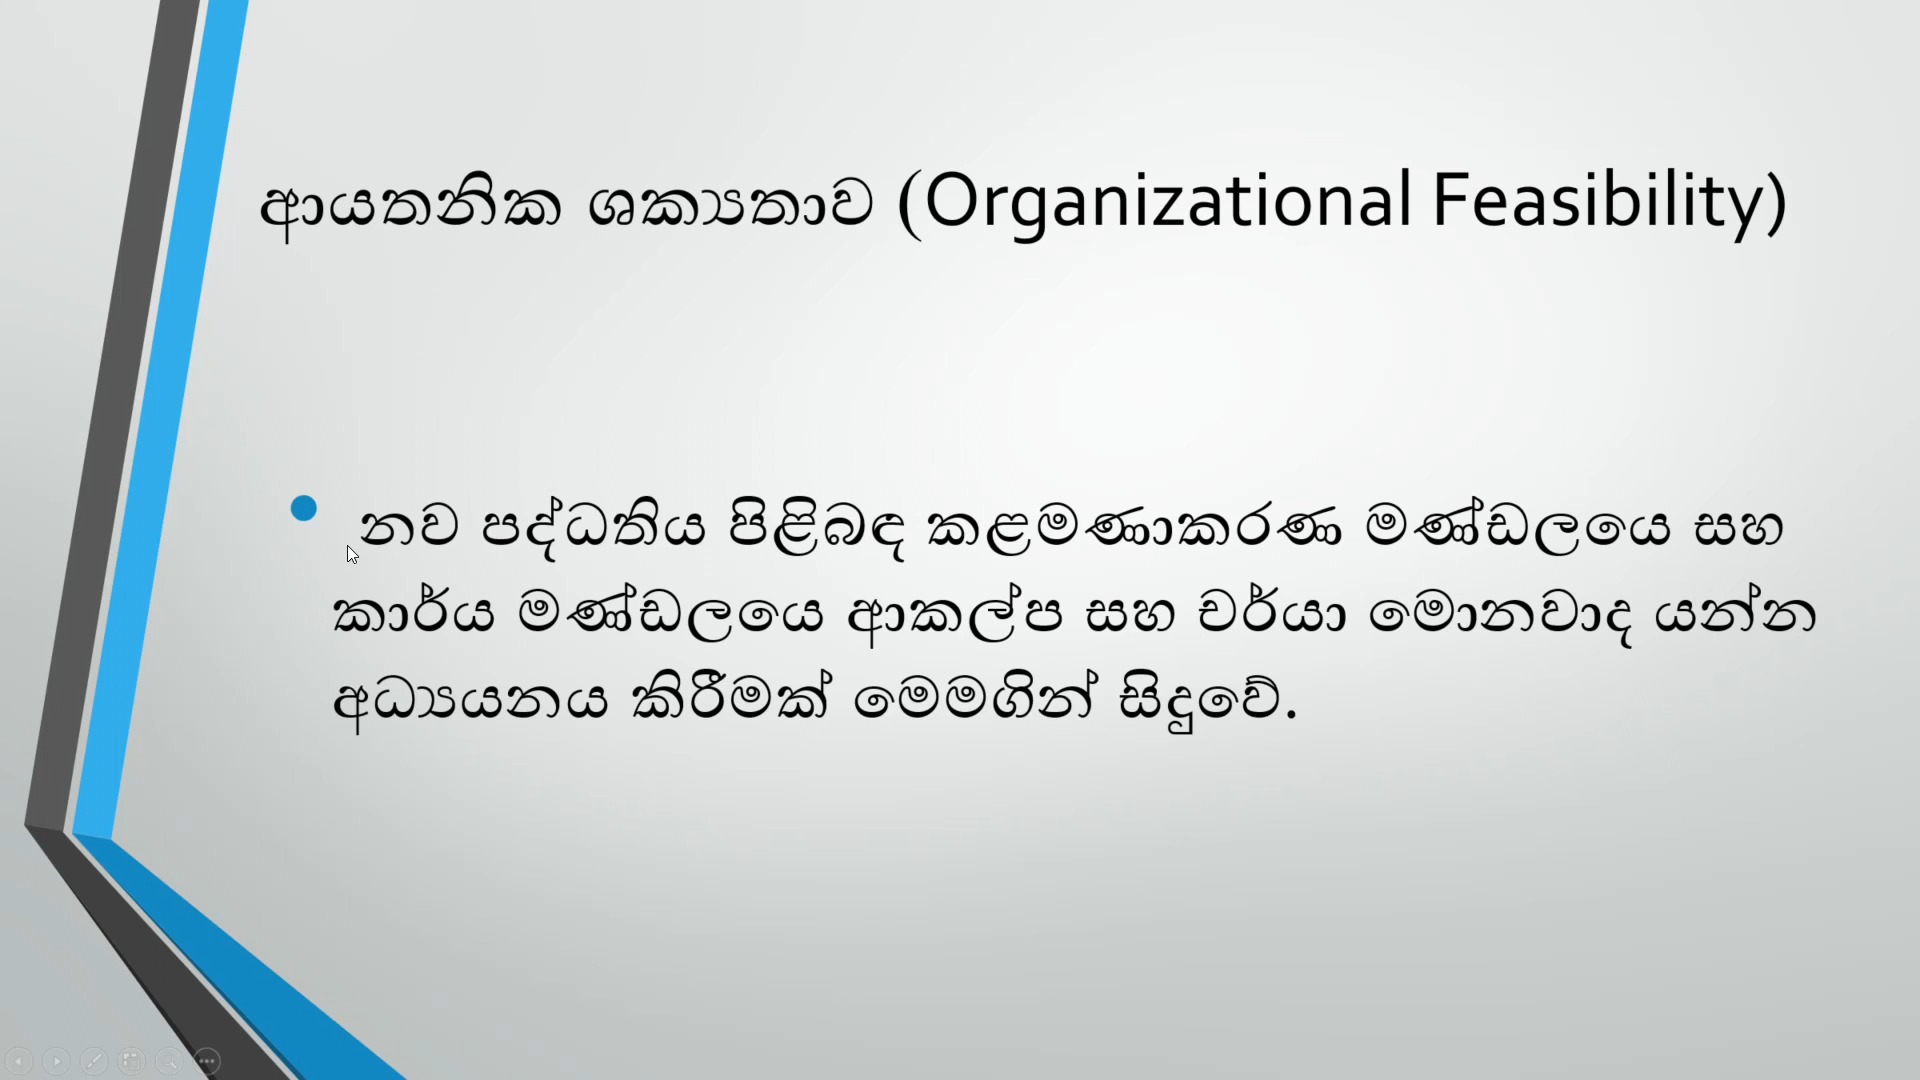 ආයතනික ශක්‍යතාව (Organizational Feasibility)
නව පද්ධතිය පිළිබඳ කළමණාකරණ මණ්ඩලයෙ සහ
කාර්ය මණ්ඩලයෙ ආකල්ප සහ චර්යා මොනවාද යන්න
අධ්‍යයනය කිරීමක් මෙමගින් සිදුවේ.